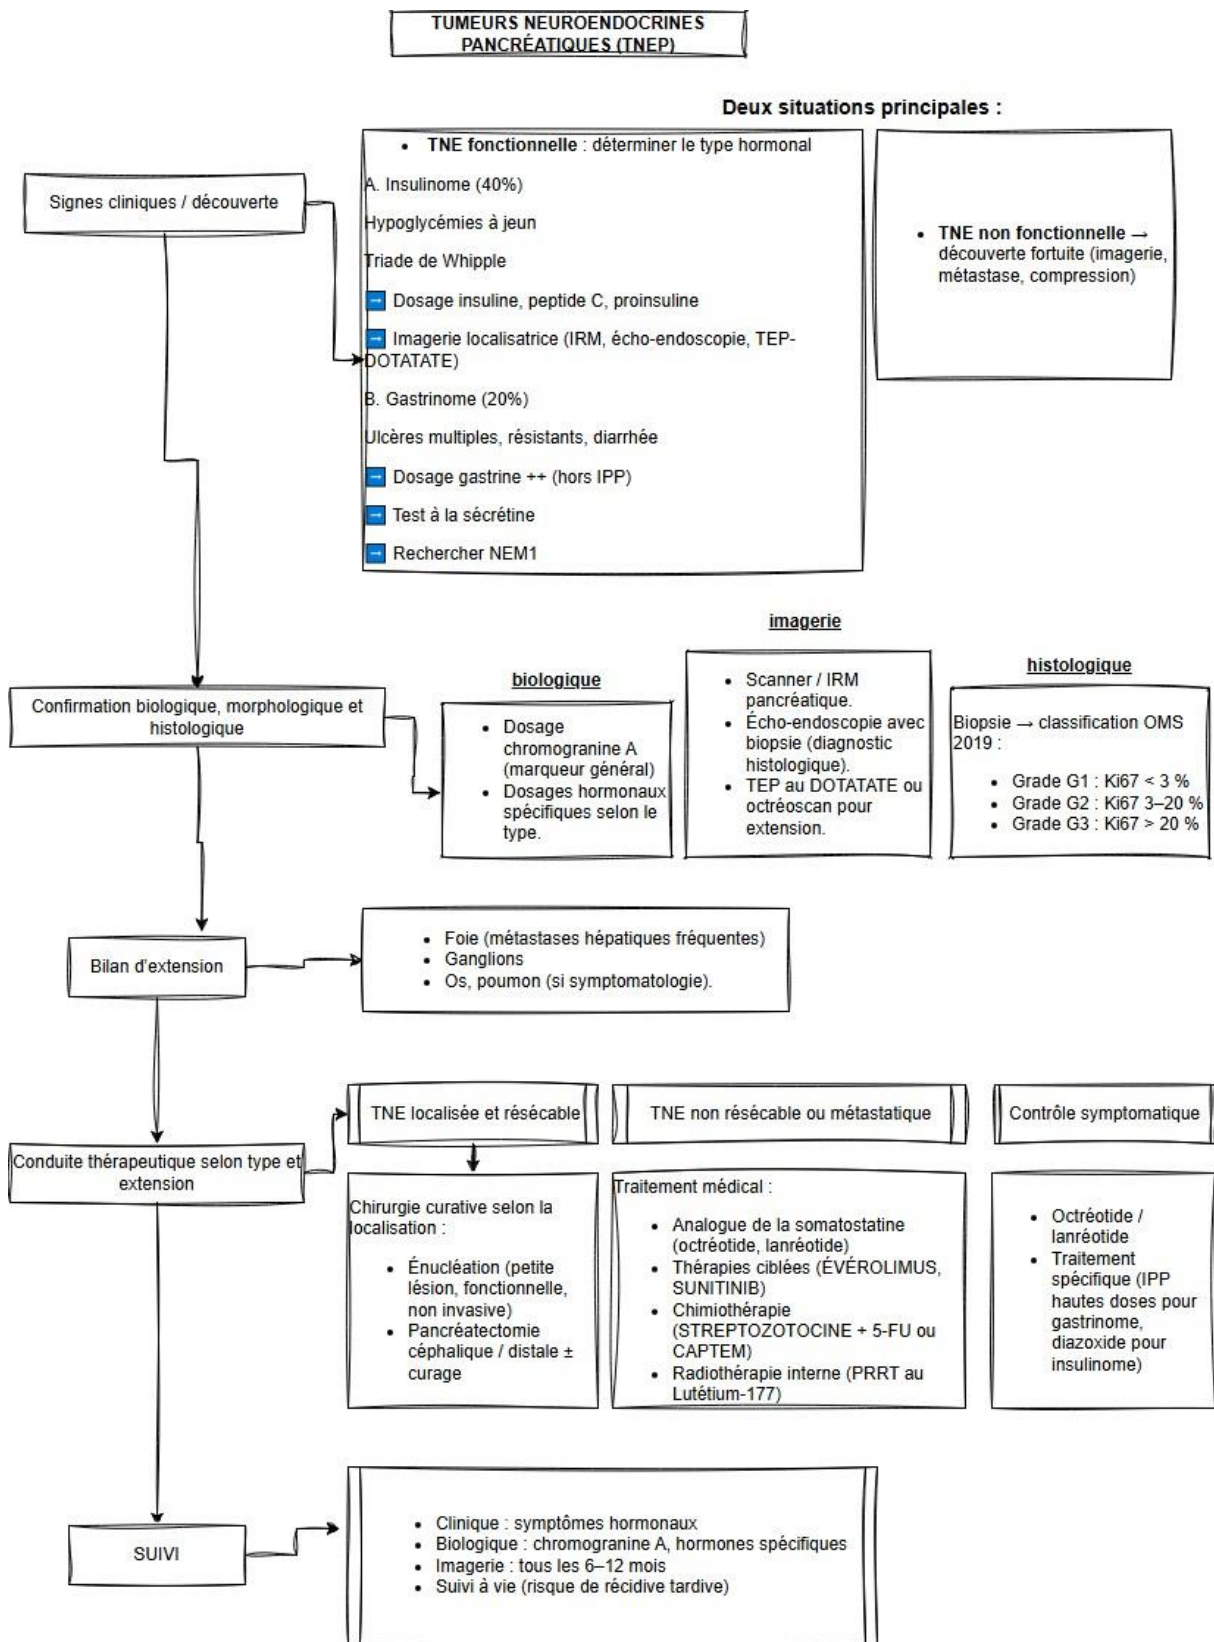 TUMEURS NEUROENDOCRINES
PANCRÉATIQUES (TNEP)
Deux situations principales :
Signes cliniques / découverte
• TNE fonctionnelle : déterminer le type hormonal
A. Insulinome (40%)
Hypoglycémies à jeun
Triade de Whipple
➡ Dosage insuline, peptide C, proinsuline
➡ Imagerie localisatrice (IRM, écho-endoscopie, TEP-
DOTATATE)
B. Gastrinome (20%)
Ulcères multiples, résistants, diarrhée
➡ Dosage gastrine ++ (hors IPP)
➡ Test à la sécrétine
➡ Rechercher NEM1
• TNE non fonctionnelle →
découverte fortuite (imagerie,
métastase, compression)
Confirmation biologique, morphologique et
histologique
biologique
• Dosage
chromogranine A
(marqueur général)
• Dosages hormonaux
spécifiques selon le
type.
imagerie
• Scanner / IRM
pancréatique.
• Écho-endoscopie avec
biopsie (diagnostic
histologique).
• TEP au DOTATATE ou
octréoscan pour
extension.
histologique
Biopsie → classification OMS
2019 :
• Grade G1 : Ki67 < 3 %
• Grade G2 : Ki67 3–20 %
• Grade G3 : Ki67 > 20 %
Bilan d'extension
• Foie (métastases hépatiques fréquentes)
• Ganglions
• Os, poumon (si symptomatologie).
Conduite thérapeutique selon type et
extension
TNE localisée et résécable
Chirurgie curative selon la
localisation :
• Énucléation (petite
lésion, fonctionnelle,
non invasive)
• Pancréatectomie
céphalique / distale ±
curage
TNE non résécable ou métastatique
Traitement médical :
• Analogue de la somatostatine
(octréotide, lanréotide)
• Thérapies ciblées (ÉVÉROLIMUS,
SUNITINIB)
• Chimiothérapie
(STREPTOZOTOCINE + 5-FU ou
CAPTEM)
• Radiothérapie interne (PRRT au
Lutétium-177)
Contrôle symptomatique
• Octréotide /
lanréotide
• Traitement
spécifique (IPP
hautes doses pour
gastrinome,
diazoxide pour
insulinome)
SUIVI
• Clinique : symptômes hormonaux
• Biologique : chromogranine A, hormones spécifiques
• Imagerie : tous les 6–12 mois
• Suivi à vie (risque de récidive tardive)